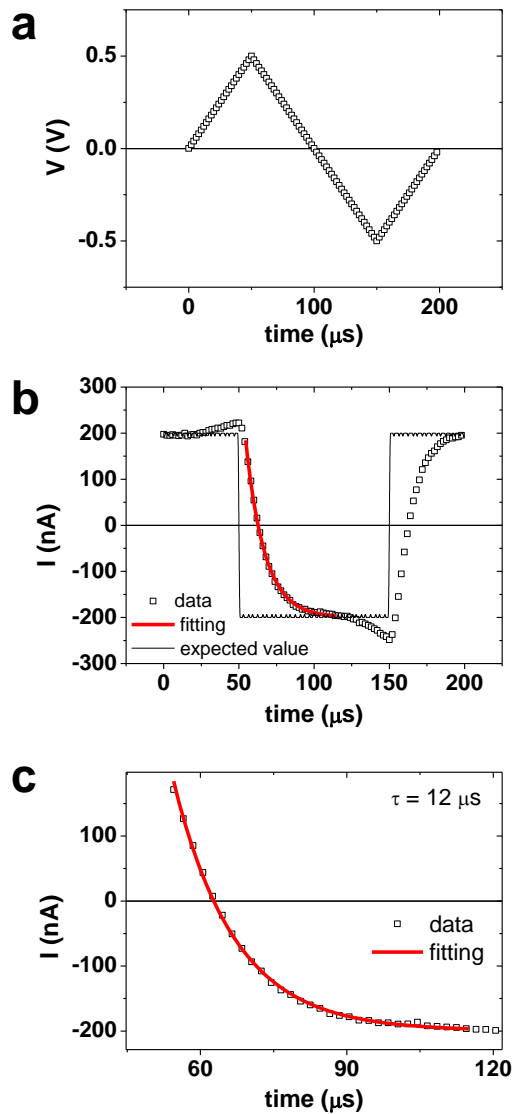 a
0.5
0.0
-0.5
V (V)
0 100 200
time (μs)
b
300
200
100
0
-100
-200
-300
I (nA)
data
fitting
expected value
0 50 100 150 200
time (μs)
c
τ = 12 μs
100
0
-100
-200
I (nA)
data
fitting
60 90 120
time (μs)